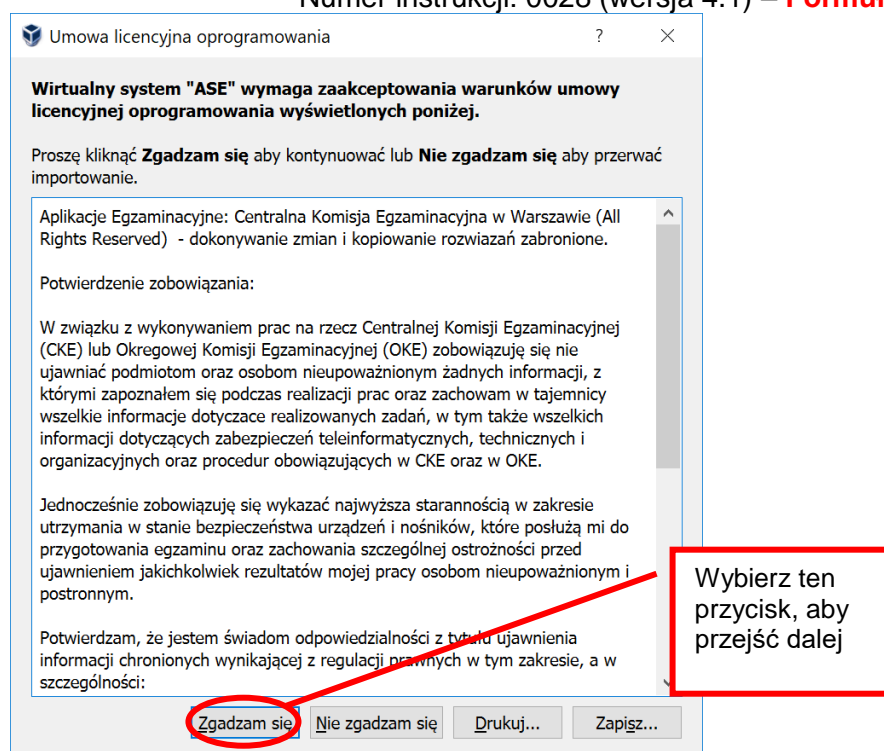 Numer instrukcji: 0028 (wersja 4.1) –
Umowa licencyjna oprogramowania ?
Wirtualny system "ASE" wymaga zaakceptowania warunków umowy
licencyjnej oprogramowania wyświetlonych poniżej.
Proszę kliknąć Zgadzam się aby kontynuować lub Nie zgadzam się aby przerwać
importowanie.
Aplikacje Egzaminacyjne: Centralna Komisja Egzaminacyjna w Warszawie (All
Rights Reserved)  - dokonywanie zmian i kopiowanie rozwiazań zabronione.
Potwierdzenie zobowiązania:
W związku z wykonywaniem prac na rzecz Centralnej Komisji Egzaminacyjnej
(CKE) lub Okregowej Komisji Egzaminacyjnej (OKE) zobowiązuję się nie
ujawniać podmiotom oraz osobom nieupoważnionym żadnych informacji, z
którymi zapoznałem się podczas realizacji prac oraz zachowam w tajemnicy
wszelkie informacje dotyczace realizowanych zadań, w tym także wszelkich
informacji dotyczących zabezpieczeń teleinformatycznych, technicznych i
organizacyjnych oraz procedur obowiązujących w CKE oraz w OKE.
Jednocześnie zobowiązuję się wykazać najwyższa starannością w zakresie
utrzymania w stanie bezpieczeństwa urządzeń i nośników, które posłużą mi do
przygotowania egzaminu oraz zachowania szczególnej ostrożności przed
ujawnieniem jakichkolwiek rezultatów mojej pracy osobom nieupoważnionym i
postronnym.
Potwierdzam, że jestem świadom odpowiedzialności z tytułu ujawnienia
informacji chronionych wynikającej z regulacji prawnych w tym zakresie, a w
szczególności:
Wybierz ten
przycisk, aby
przejść dalej
Zgadzam się Nie zgadzam się Drukuj... Zapisz...